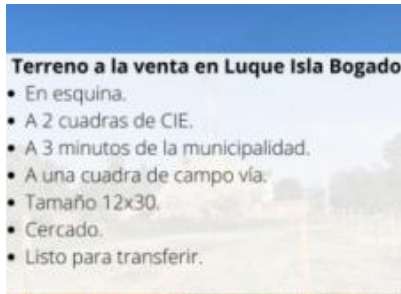 Terreno a la venta en Luque Isla Bogado
• En esquina.
• A 2 cuadras de CIE.
• A 3 minutos de la municipalidad.
• A una cuadra de campo vía.
• Tamaño 12x30.
• Cercado.
• Listo para transferir.